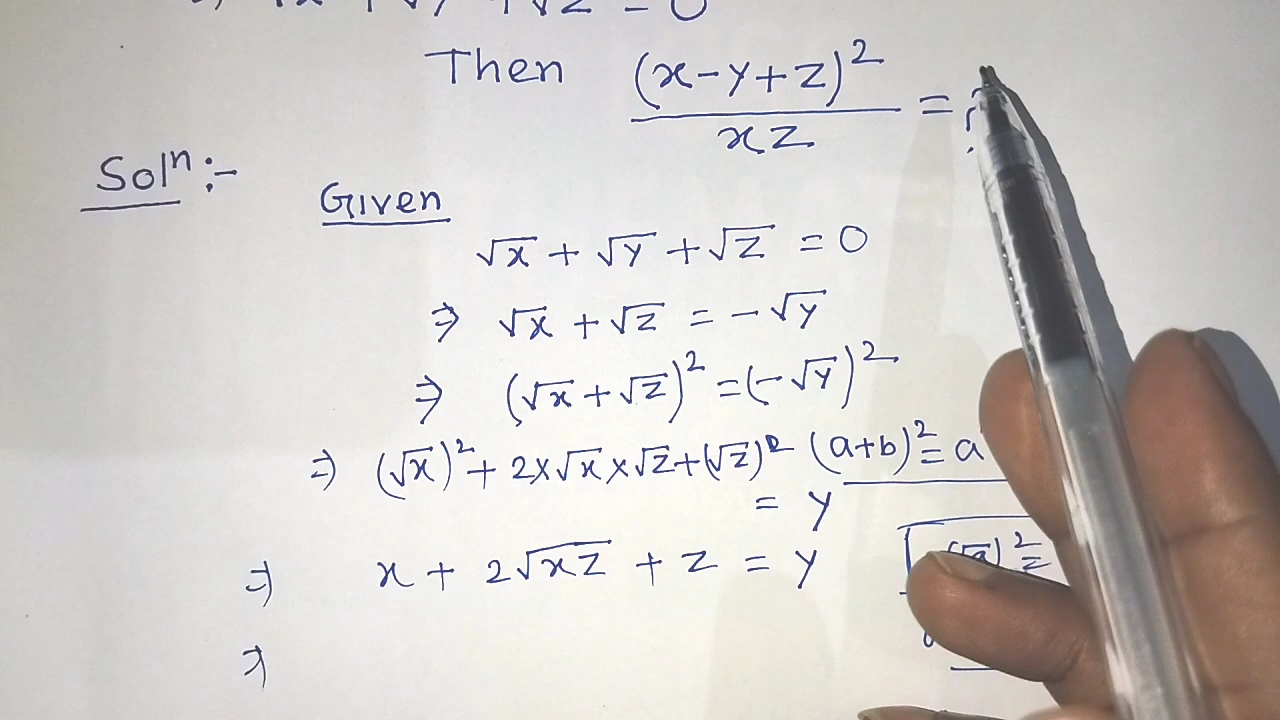 Then (x-y+z)² / xz = ?
Solⁿ :-
Given
√x + √y + √z = 0
⇒ √x + √z = -√y
⇒ (√x + √z)² = (-√y)²
⇒ (√x)² + 2×√x×√z+(√z)² (a+b)² = a
= y
⇒ x + 2√xz + z = y
⇒